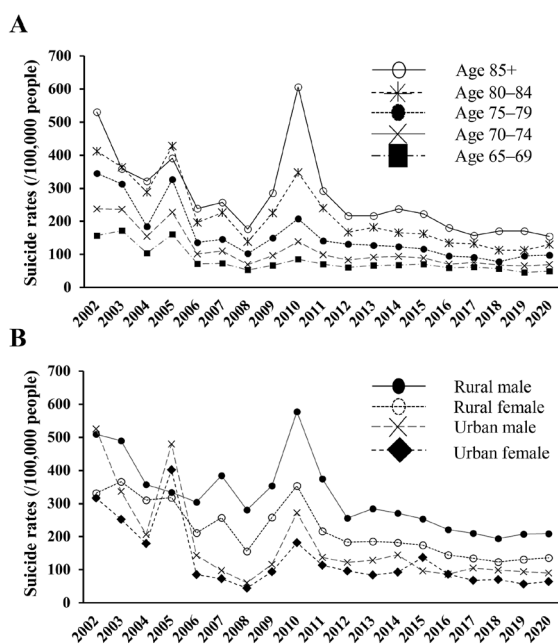 A
Suicide rates (/100,000 people)
700
600
500
400
300
200
100
0
Age 85+
Age 80–84
Age 75–79
Age 70–74
Age 65–69
2002 2003 2004 2005 2006 2007 2008 2009 2010 2011 2012 2013 2014 2015 2016 2017 2018 2019 2020
B
Suicide rates (/100,000 people)
700
600
500
400
300
200
100
0
Rural male
Rural female
Urban male
Urban female
2002 2003 2004 2005 2006 2007 2008 2009 2010 2011 2012 2013 2014 2015 2016 2017 2018 2019 2020